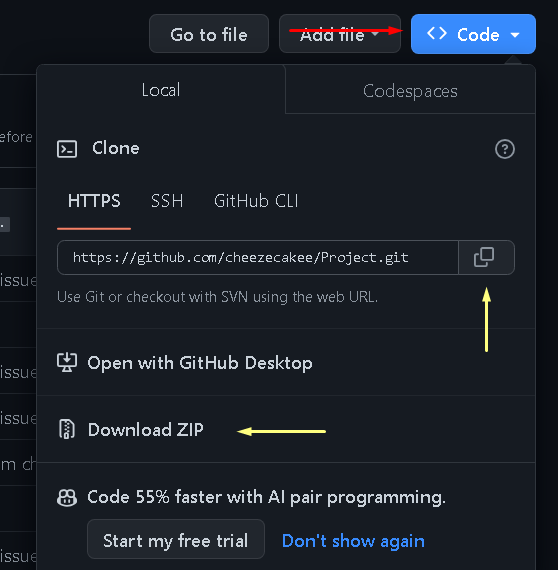 Go to file
Add file
Code
Local
Codespaces
efore
Clone
HTTPS
SSH
GitHub CLI
.
https://github.com/cheezecakee/Project.git
issue
Use Git or checkout with SVN using the web URL.
Open with GitHub Desktop
issue
issue
Download ZIP
m ch
Code 55% faster with AI pair programming.
Start my free trial
Don't show again
issue